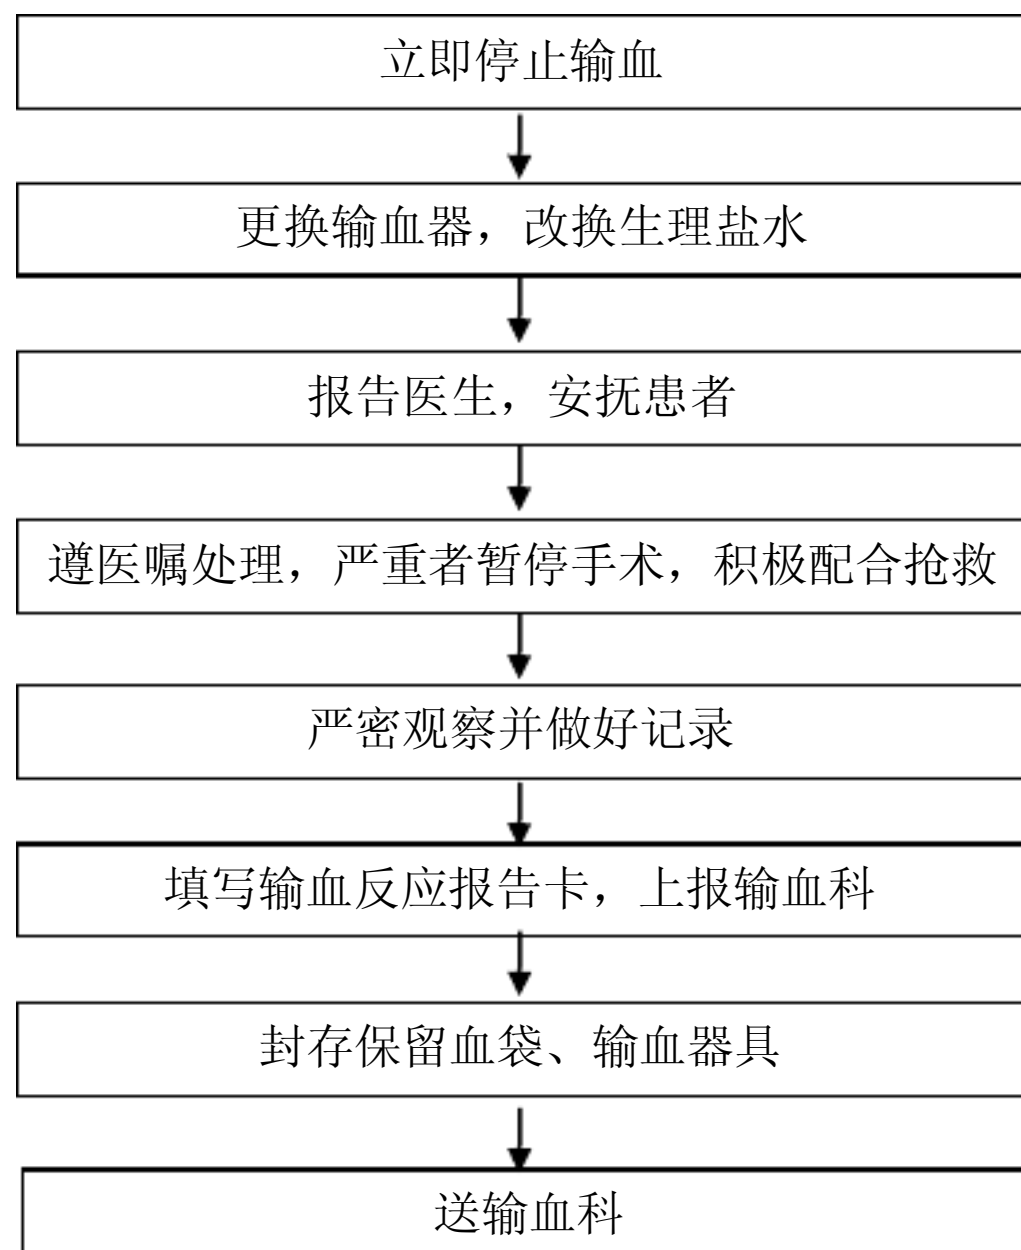 立即停止输血
更换输血器，改换生理盐水
报告医生，安抚患者
遵医嘱处理，严重者暂停手术，积极配合抢救
严密观察并做好记录
填写输血反应报告卡，上报输血科
封存保留血袋、输血器具
送输血科